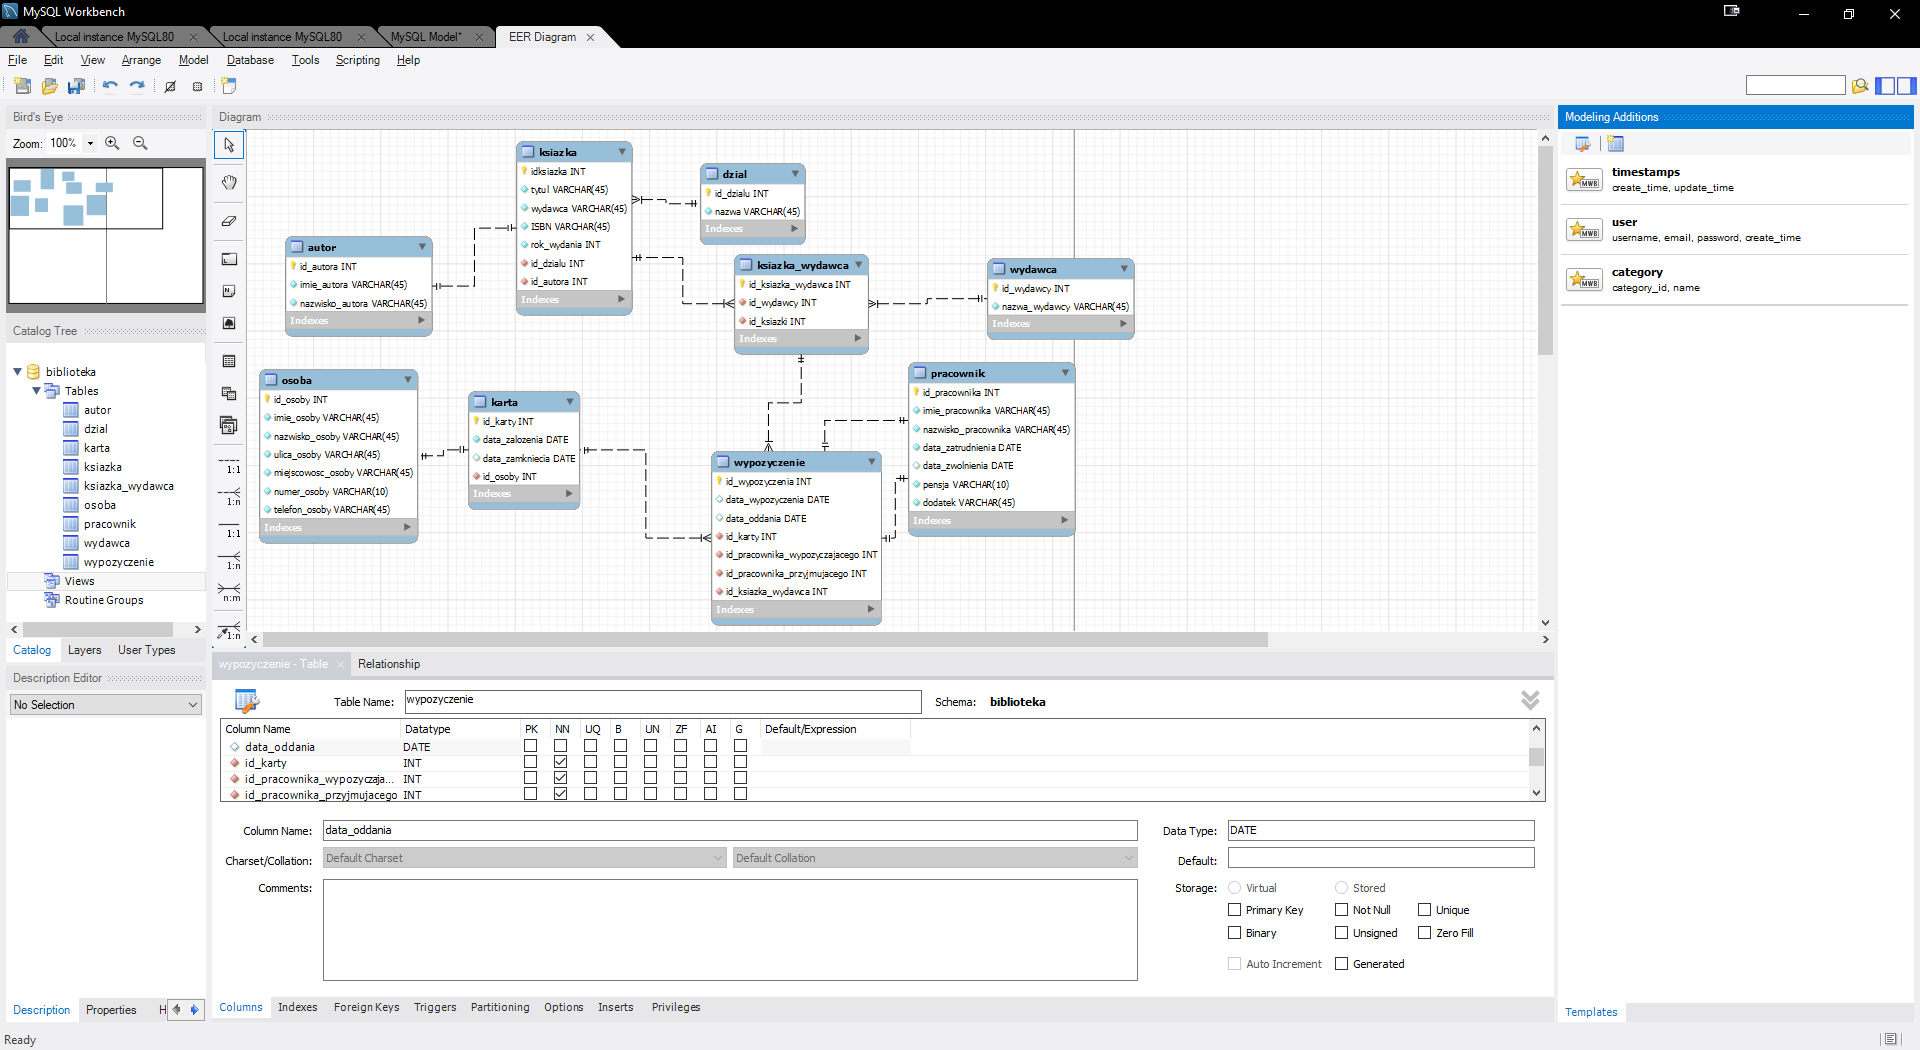 MySQL Workbench
Local instance MySQL80
Local instance MySQL80
MySQL Model*
EER Diagram
File Edit View Arrange Model Database Tools Scripting Help
Bird's Eye
Zoom: 100%
Catalog Tree
biblioteka
Tables
autor
dzial
karta
ksiazka
ksiazka_wydawca
osoba
pracownik
wydawca
wypozyczenie
Views
Routine Groups
Catalog Layers User Types
Description Editor
No Selection
Description Properties H
Ready
Diagram
1:1
1:n
1:1
1:n
n:m
1:n
ksiazka
idksiazka INT
tytul VARCHAR(45)
wydawca VARCHAR(45)
ISBN VARCHAR(45)
rok_wydania INT
id_dzialu INT
id_autora INT
Indexes
dzial
id_dzialu INT
nazwa VARCHAR(45)
Indexes
autor
id_autora INT
imie_autora VARCHAR(45)
nazwisko_autora VARCHAR(45)
Indexes
ksiazka_wydawca
id_ksiazka_wydawca INT
id_wydawcy INT
id_ksiazki INT
Indexes
wydawca
id_wydawcy INT
nazwa_wydawcy VARCHAR(45)
Indexes
osoba
id_osoby INT
imie_osoby VARCHAR(45)
nazwisko_osoby VARCHAR(45)
ulica_osoby VARCHAR(45)
miejscowosc_osoby VARCHAR(45)
numer_osoby VARCHAR(10)
telefon_osoby VARCHAR(45)
Indexes
karta
id_karty INT
data_zalozenia DATE
data_zamkniecia DATE
id_osoby INT
Indexes
pracownik
id_pracownika INT
imie_pracownika VARCHAR(45)
nazwisko_pracownika VARCHAR(45)
data_zatrudnienia DATE
data_zwolnienia DATE
pensja VARCHAR(10)
dodatek VARCHAR(45)
Indexes
wypozyczenie
id_wypozyczenia INT
data_wypozyczenia DATE
data_oddania DATE
id_karty INT
id_pracownika_wypozyczajacego INT
id_pracownika_przyjmujacego INT
id_ksiazka_wydawca INT
Indexes
wypozyczenie - Table
Relationship
Table Name: wypozyczenie Schema: biblioteka
Column Name Datatype PK NN UQ B UN ZF AI G Default/Expression
data_oddania DATE
id_karty INT
id_pracownika_wypozyczaja... INT
id_pracownika_przyjmujacego INT
Column Name: data_oddania Data Type: DATE
Charset/Collation: Default Charset Default Collation Default:
Comments: Storage: Virtual Stored
Primary Key Not Null Unique
Binary Unsigned Zero Fill
Auto Increment Generated
Columns Indexes Foreign Keys Triggers Partitioning Options Inserts Privileges
Modeling Additions
MWB
timestamps
create_time, update_time
MWB
user
username, email, password, create_time
MWB
category
category_id, name
Templates